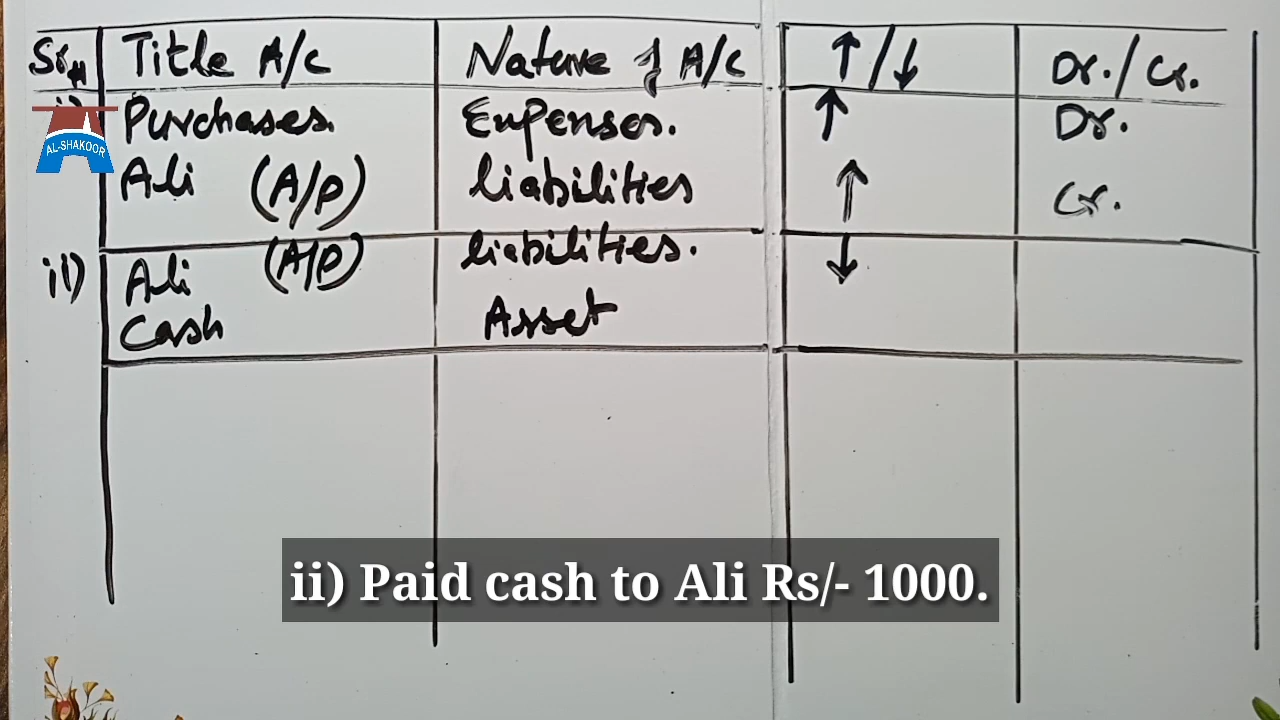 Sr# Title A/c Nature of A/C ↑/↓ Dr./Cr.
i) Purchases. Expenses. ↑ Dr.
AL-SHAKOOR
Ali (A/P) liabilities ↑ Cr.
ii) Ali (A/P) liabilities. ↓
Cash Asset
ii) Paid cash to Ali Rs/- 1000.